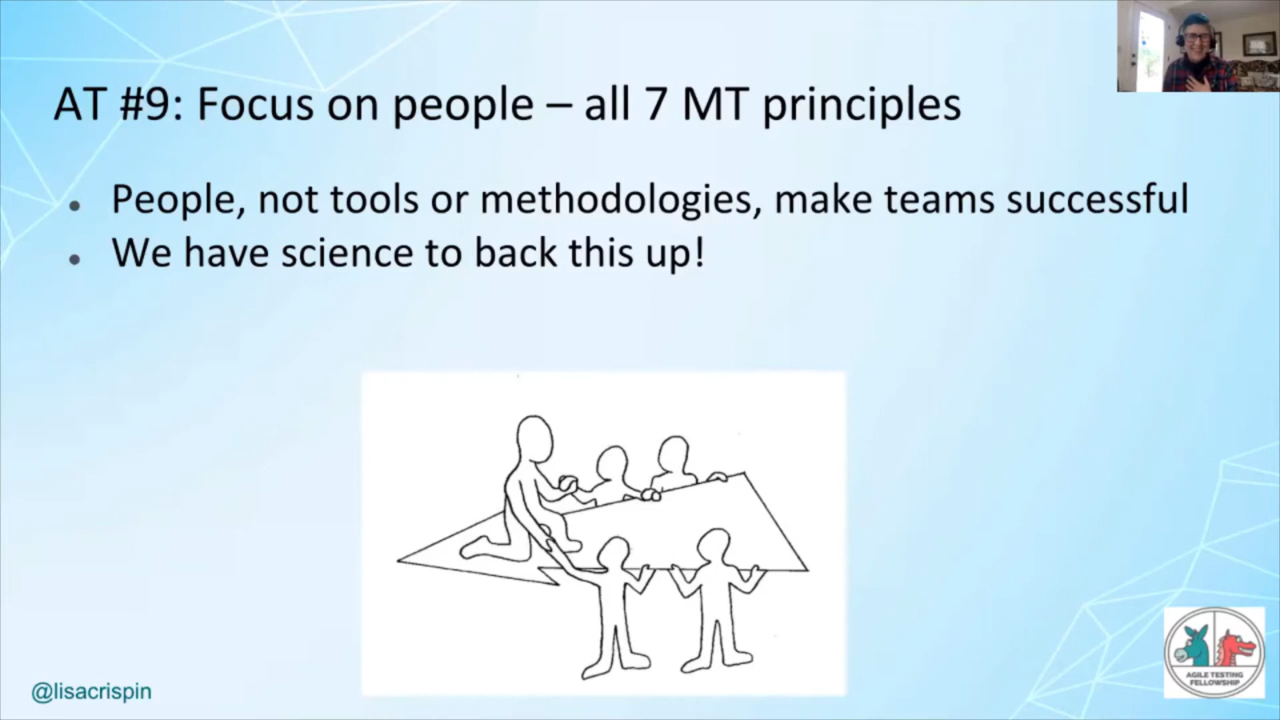 AT #9: Focus on people – all 7 MT principles
People, not tools or methodologies, make teams successful
We have science to back this up!
@lisacrispin
AGILE TESTING
FELLOWSHIP